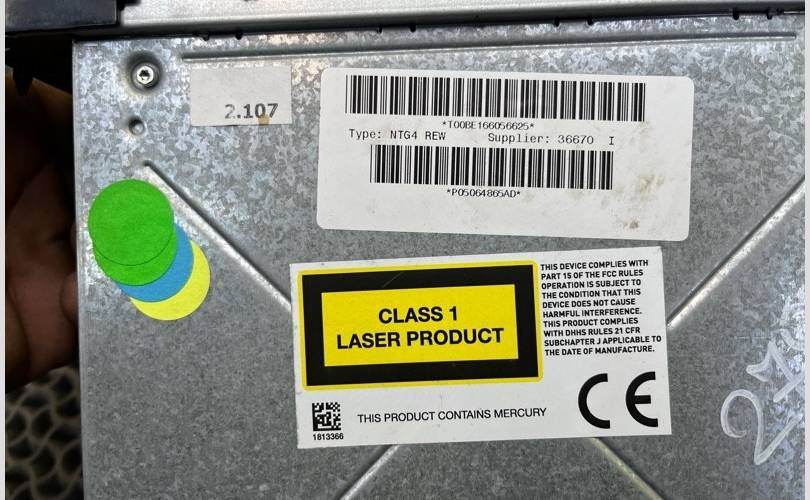 2.107
*T00BE166056625*
Type: NTG4 REW Supplier: 36670 I
*P05064865AD*
CLASS 1
LASER PRODUCT
THIS DEVICE COMPLIES WITH
PART 15 OF THE FCC RULES
OPERATION IS SUBJECT TO
THE CONDITION THAT THIS
DEVICE DOES NOT CAUSE
HARMFUL INTERFERENCE.
THIS PRODUCT COMPLIES
WITH DHHS RULES 21 CFR
SUBCHAPTER J APPLICABLE TO
THE DATE OF MANUFACTURE.
THIS PRODUCT CONTAINS MERCURY
CE
1813366